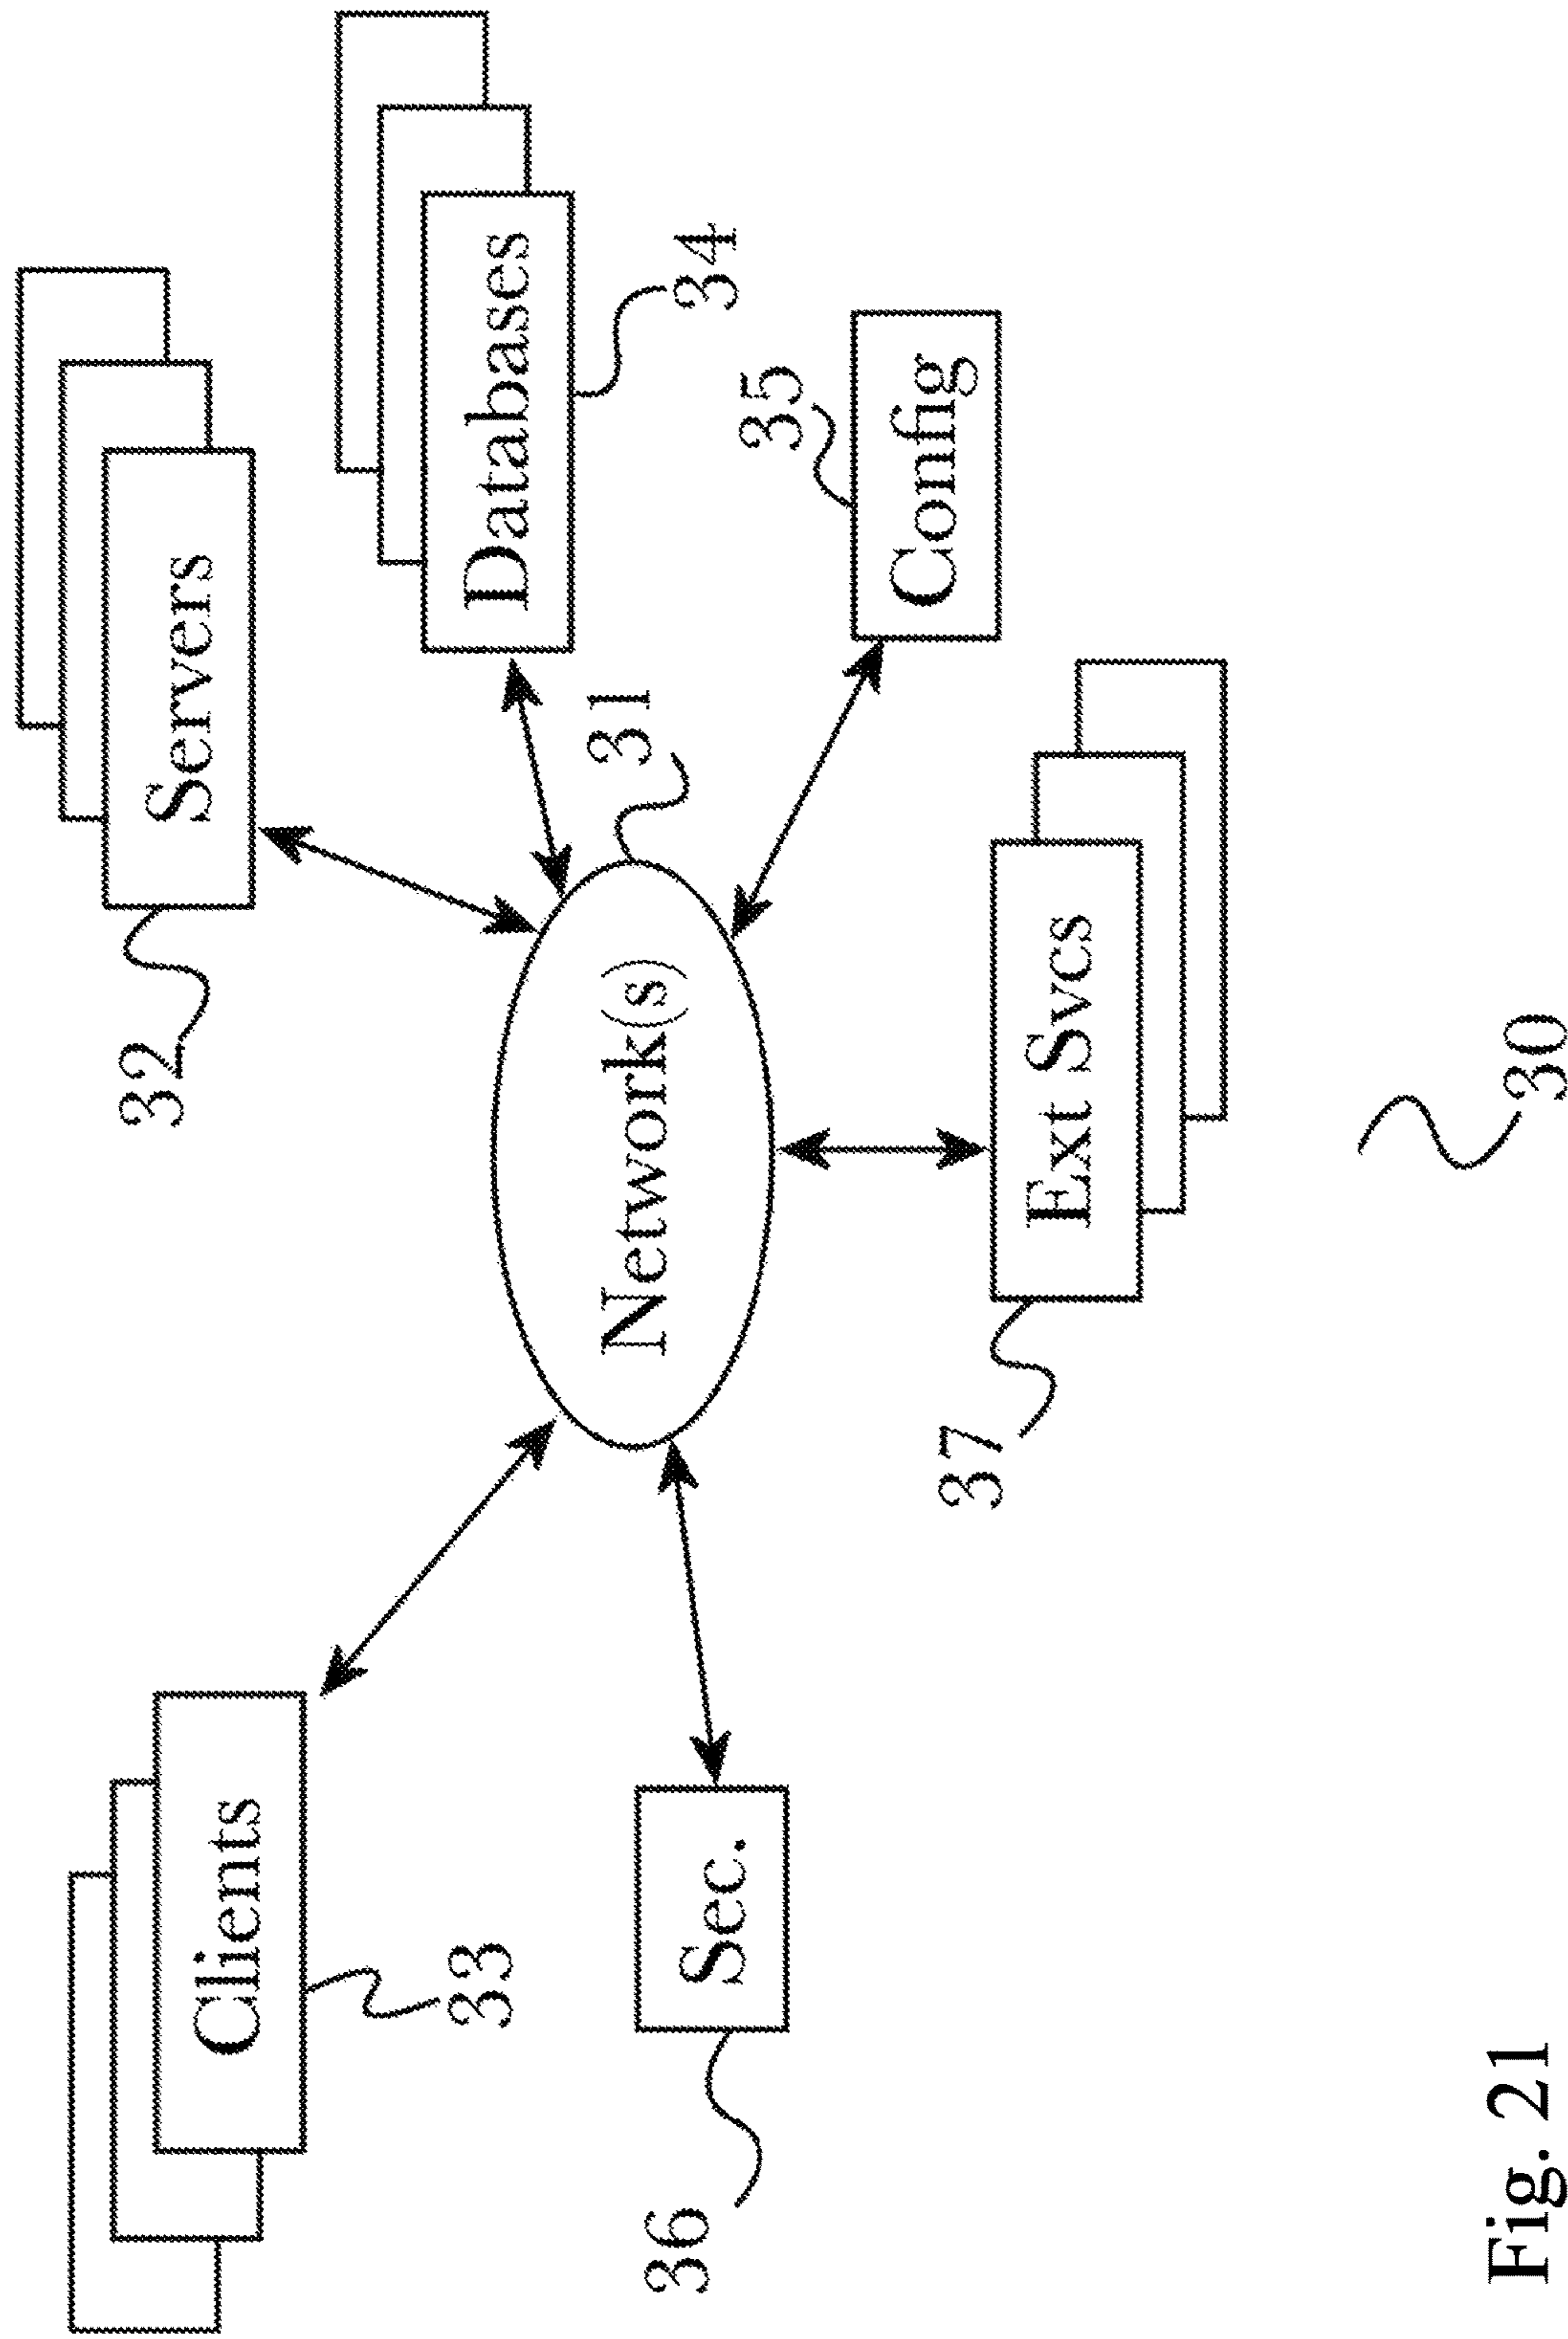 Servers
32
Clients
33
Databases
34
31
Network(s)
35
Config
Sec.
36
Ext Svcs
37
30
Fig. 21